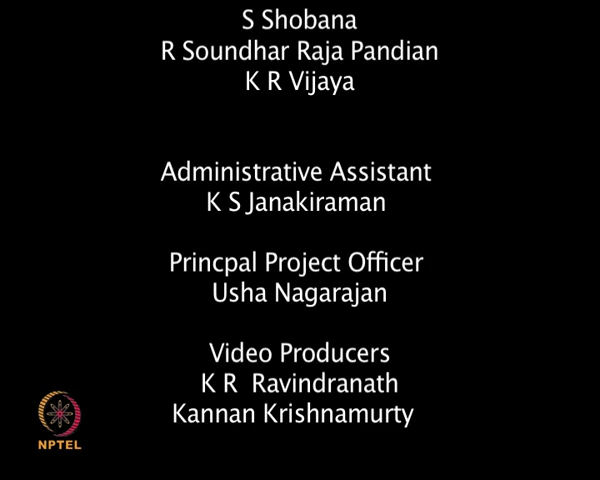 S Shobana
R Soundhar Raja Pandian
K R Vijaya
Administrative Assistant
K S Janakiraman
Princpal Project Officer
Usha Nagarajan
Video Producers
K R  Ravindranath
Kannan Krishnamurty
NPTEL